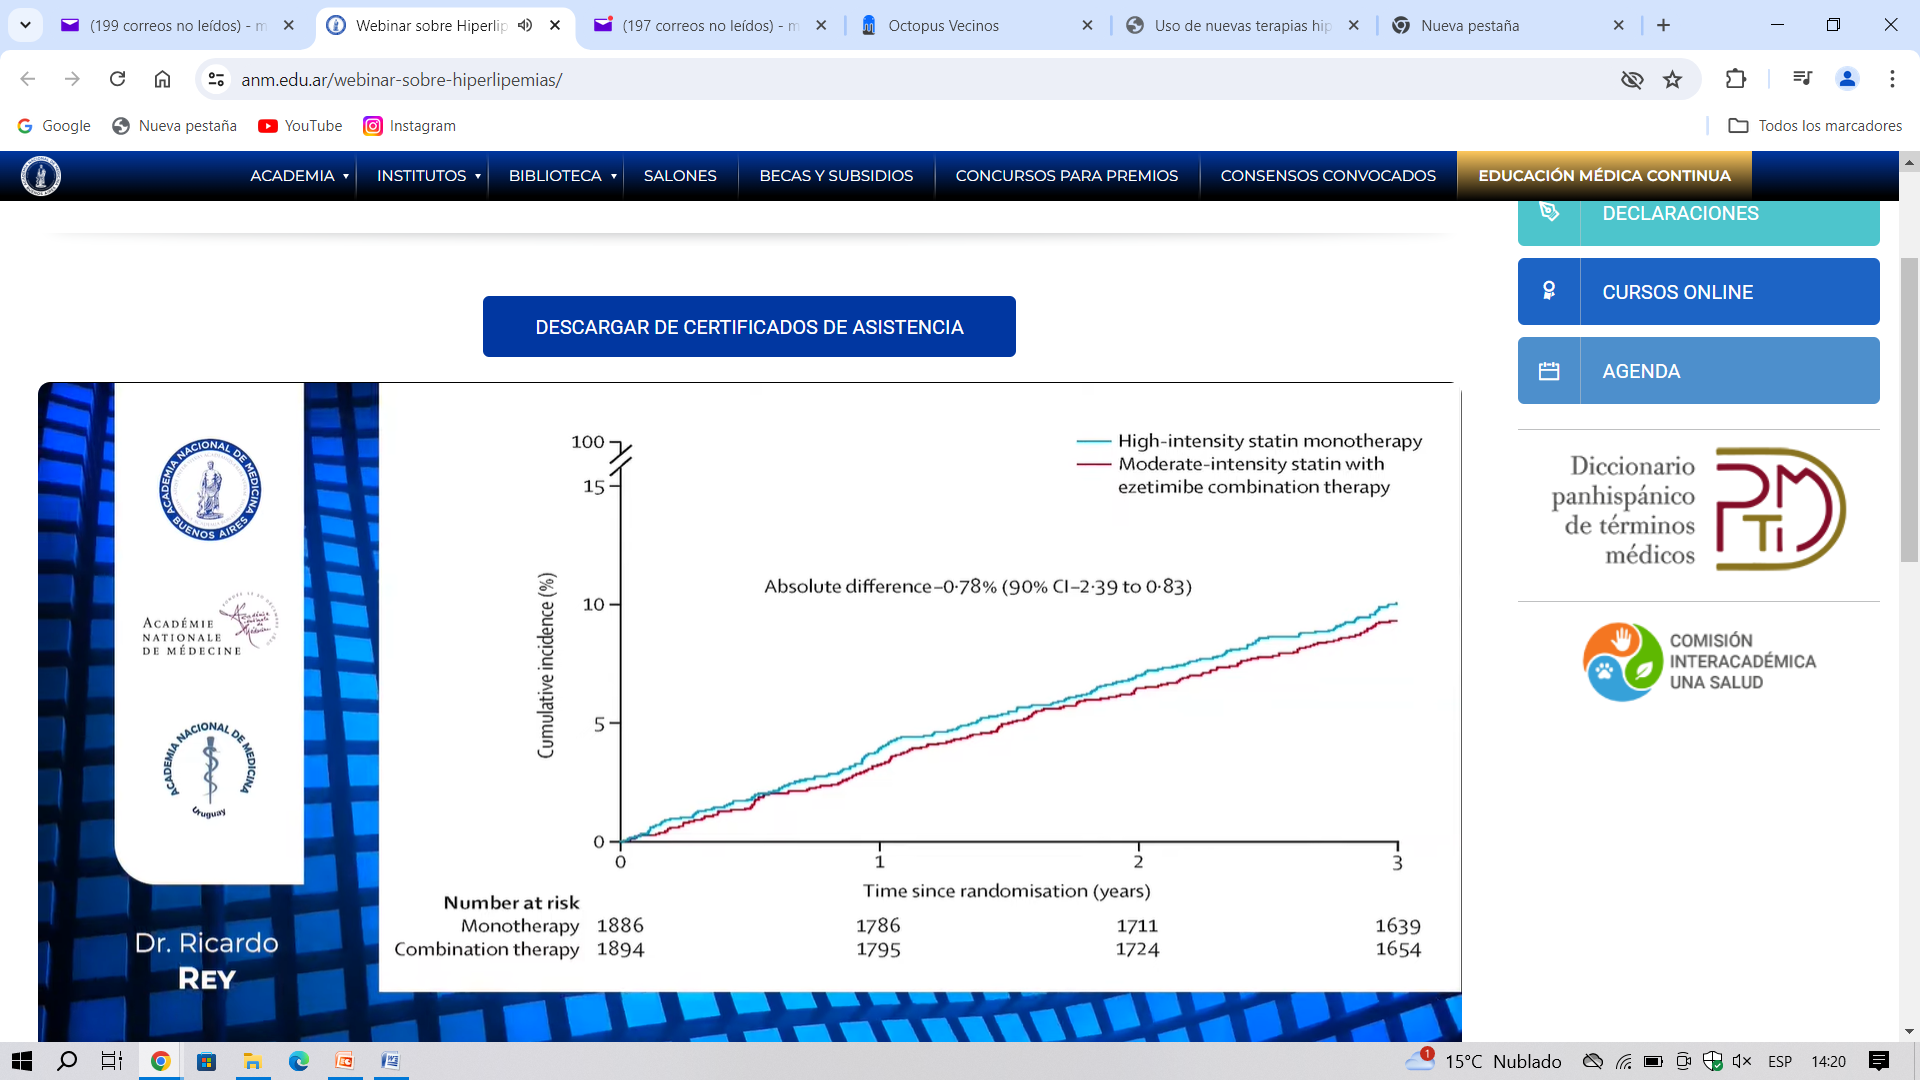 (199 correos no leídos) - m
Webinar sobre Hiperlip
(197 correos no leídos) - m
Octopus Vecinos
Uso de nuevas terapias hip
Nueva pestaña
anm.edu.ar/webinar-sobre-hiperlipemias/
Google
Nueva pestaña
YouTube
Instagram
Todos los marcadores
ACADEMIA
INSTITUTOS
BIBLIOTECA
SALONES
BECAS Y SUBSIDIOS
CONCURSOS PARA PREMIOS
CONSENSOS CONVOCADOS
EDUCACIÓN MÉDICA CONTINUA
DECLARACIONES
CURSOS ONLINE
AGENDA
DESCARGAR DE CERTIFICADOS DE ASISTENCIA
ACADEMIA NACIONAL DE MEDICINA
BUENOS AIRES
ACADÉMIE
NATIONALE
DE MÉDECINE
ACADEMIA NACIONAL DE MEDICINA
Uruguay
Dr. Ricardo
REY
High-intensity statin monotherapy
Moderate-intensity statin with
ezetimibe combination therapy
Absolute difference–0·78% (90% CI–2·39 to 0·83)
Cumulative incidence (%)
100
15
10
5
0
0 1 2 3
Time since randomisation (years)
Number at risk
Monotherapy 1886 1786 1711 1639
Combination therapy 1894 1795 1724 1654
Diccionario
panhispánico
de términos
médicos
DPTM
COMISIÓN
INTERACADÉMICA
UNA SALUD
1
15°C Nublado
ESP
14:20